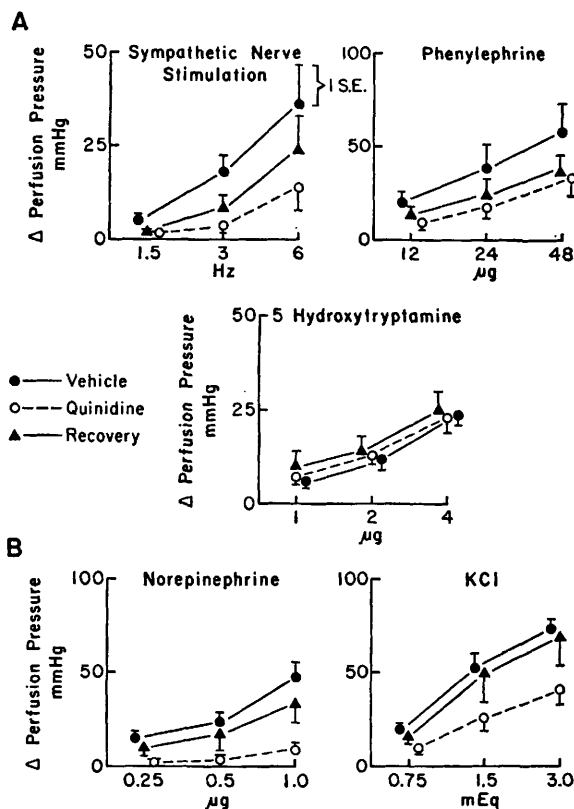 A
Sympathetic Nerve
Stimulation
Δ Perfusion Pressure
mmHg
50
25
0
1.5
3
6
Hz
1 S.E.
Phenylephrine
100
50
0
12
24
48
µg
Vehicle
Quinidine
Recovery
5 Hydroxytryptamine
Δ Perfusion Pressure
mmHg
50
25
0
1
2
4
µg
B
Norepinephrine
Δ Perfusion Pressure
mmHg
100
50
0
0.25
0.5
1.0
µg
KCl
100
50
0
0.75
1.5
3.0
mEq